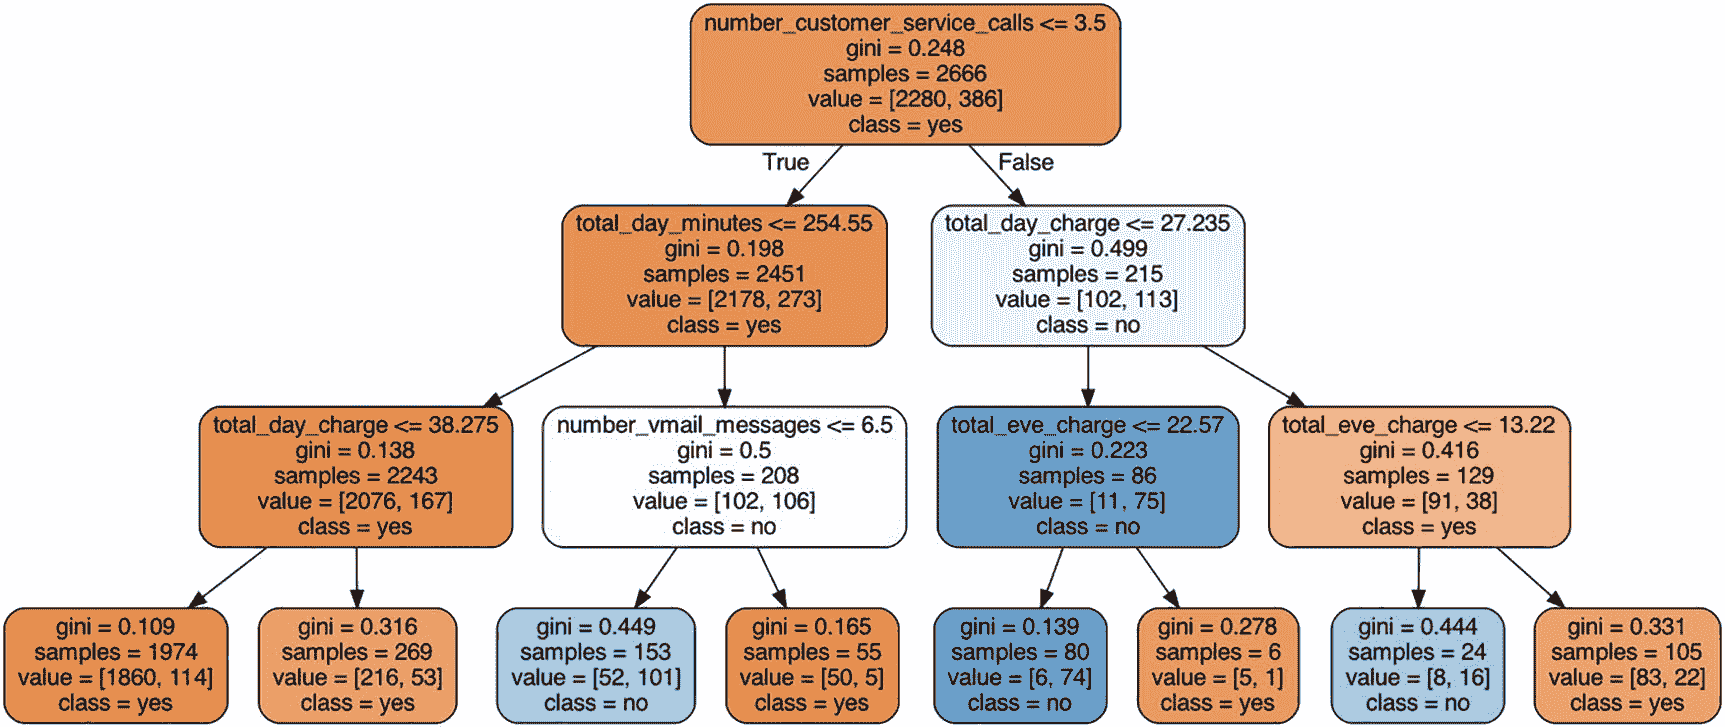 number_customer_service_calls <= 3.5
gini = 0.248
samples = 2666
value = [2280, 386]
class = yes
True
False
total_day_minutes <= 254.55
gini = 0.198
samples = 2451
value = [2178, 273]
class = yes
total_day_charge <= 27.235
gini = 0.499
samples = 215
value = [102, 113]
class = no
total_day_charge <= 38.275
gini = 0.138
samples = 2243
value = [2076, 167]
class = yes
number_vmail_messages <= 6.5
gini = 0.5
samples = 208
value = [102, 106]
class = no
total_eve_charge <= 22.57
gini = 0.223
samples = 86
value = [11, 75]
class = no
total_eve_charge <= 13.22
gini = 0.416
samples = 129
value = [91, 38]
class = yes
gini = 0.109
samples = 1974
value = [1860, 114]
class = yes
gini = 0.316
samples = 269
value = [216, 53]
class = yes
gini = 0.449
samples = 153
value = [52, 101]
class = no
gini = 0.165
samples = 55
value = [50, 5]
class = yes
gini = 0.139
samples = 80
value = [6, 74]
class = no
gini = 0.278
samples = 6
value = [5, 1]
class = yes
gini = 0.444
samples = 24
value = [8, 16]
class = no
gini = 0.331
samples = 105
value = [83, 22]
class = yes